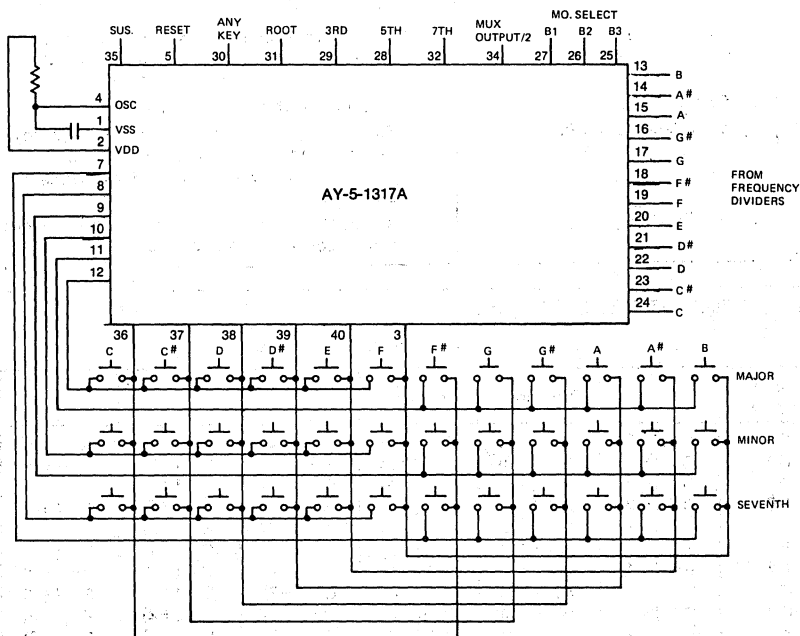 MO. SELECT
SUS. RESET ANY KEY ROOT 3RD 5TH 7TH MUX OUTPUT/2 B1 B2 B3
35 5 30 31 29 28 32 34 27 26 25
4 OSC
1 VSS
2 VDD
7
8
9
10
11
12
AY-5-1317A
13 B
14 A#
15 A
16 G#
17 G
18 F#
19 F
20 E
21 D#
22 D
23 C#
24 C
FROM
FREQUENCY
DIVIDERS
36 37 38 39 40 3
C C# D D# E F F# G G# A A# B
MAJOR
MINOR
SEVENTH